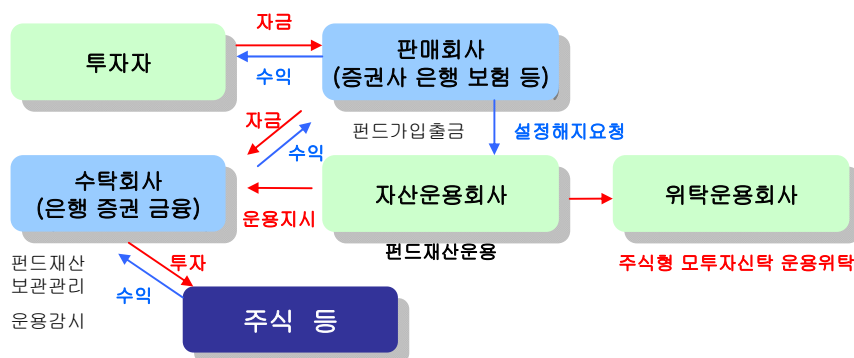 자금
투자자
판매회사
(증권사 은행 보험 등)
수익
자금
펀드가입출금
설정해지요청
수익
수탁회사
(은행 증권 금융)
자산운용회사
위탁운용회사
운용지시
펀드재산운용
주식형 모투자신탁 운용위탁
펀드재산
보관관리
투자
수익
운용감시
주식 등